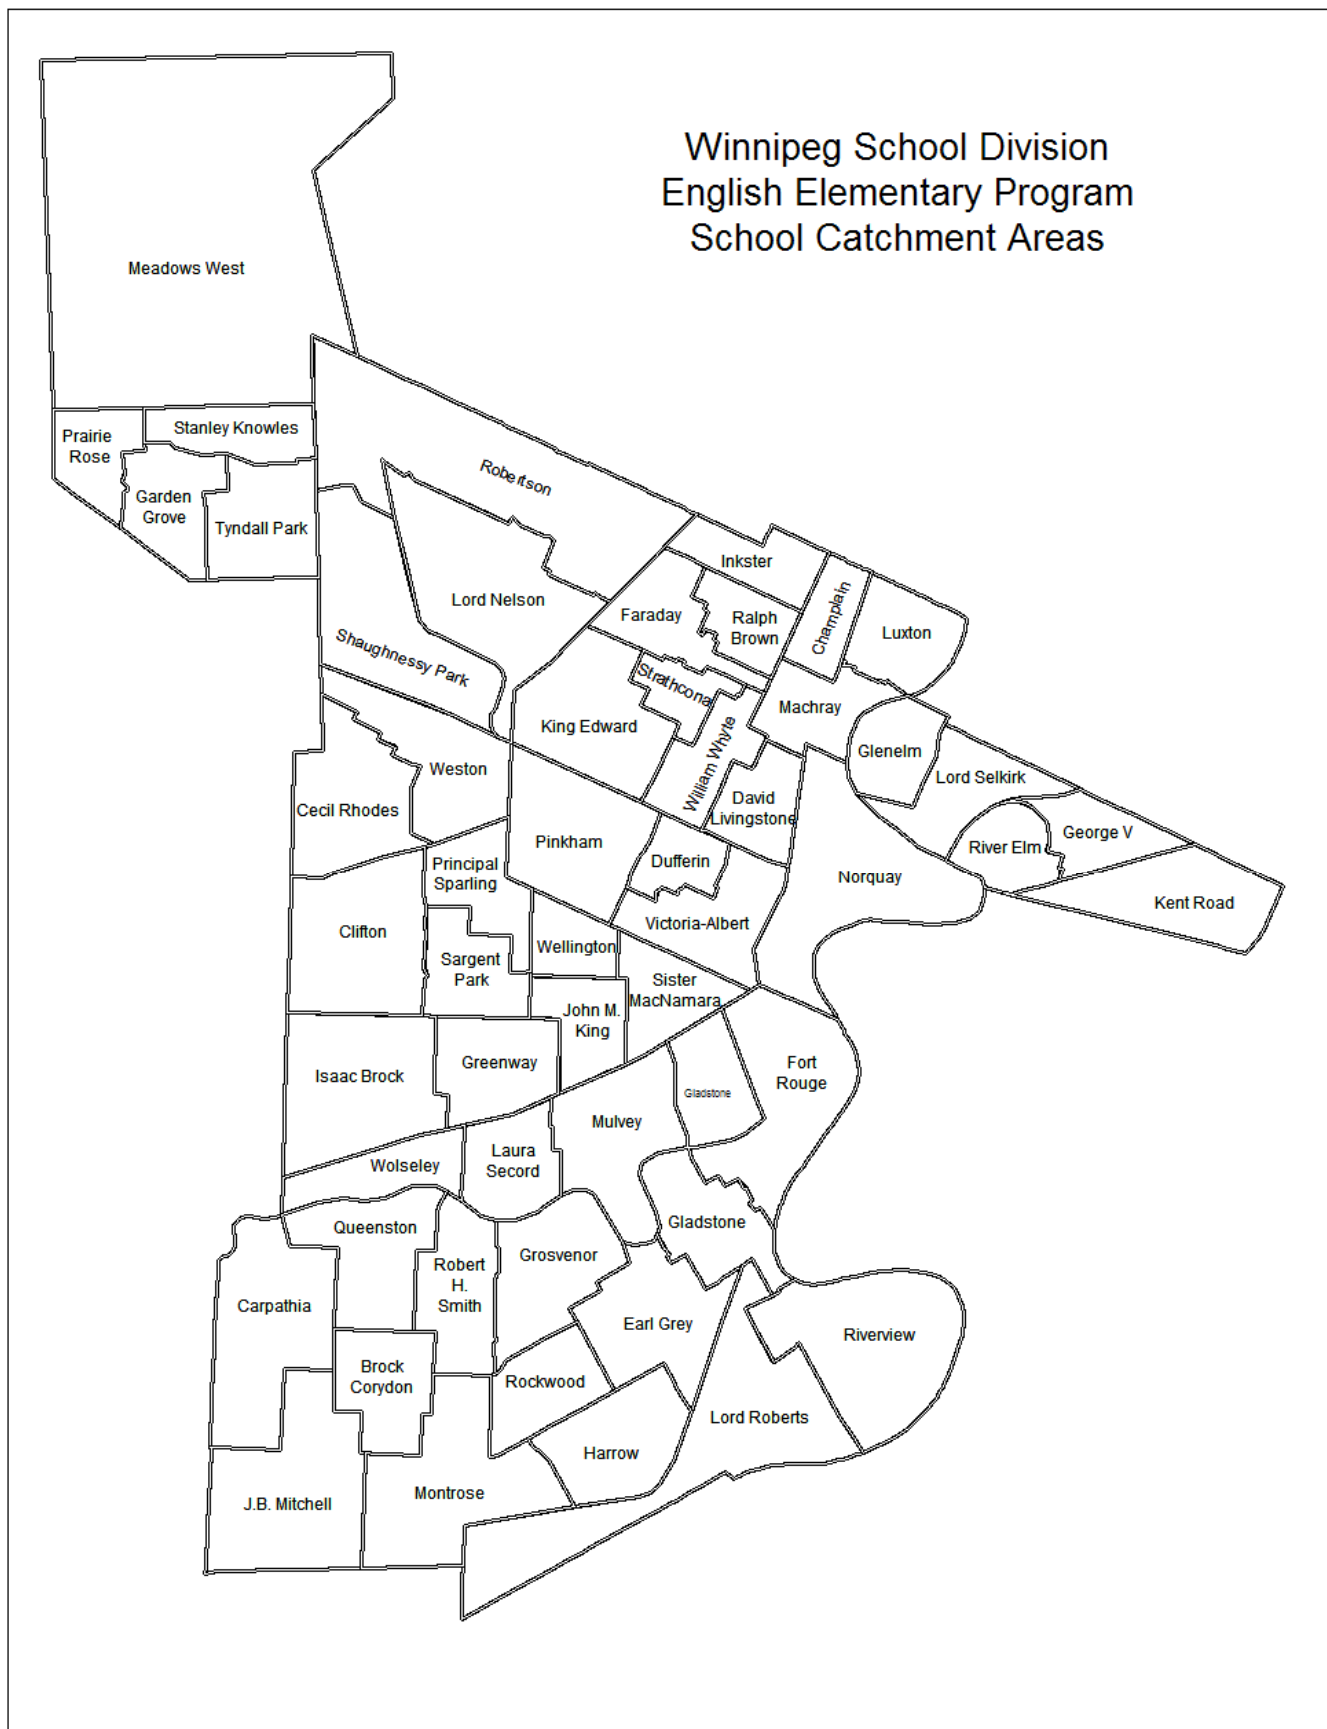 Winnipeg School Division
English Elementary Program
School Catchment Areas
Meadows West
Stanley Knowles
Prairie
Rose
Garden
Grove
Tyndall Park
Robertson
Lord Nelson
Shaughnessy Park
Inkster
Faraday
Ralph
Brown
Champlain
Luxton
Strathcona
Machray
King Edward
William Whyte
Glenelm
Lord Selkirk
Weston
Cecil Rhodes
David
Livingstone
George V
River Elm
Pinkham
Dufferin
Principal
Sparling
Norquay
Kent Road
Clifton
Victoria-Albert
Wellington
Sargent
Park
Sister
MacNamara
John M.
King
Isaac Brock
Greenway
Fort
Rouge
Gladstone
Mulvey
Laura
Secord
Wolseley
Queenston
Gladstone
Grosvenor
Robert
H.
Smith
Carpathia
Earl Grey
Riverview
Brock
Corydon
Rockwood
Lord Roberts
Harrow
Montrose
J.B. Mitchell